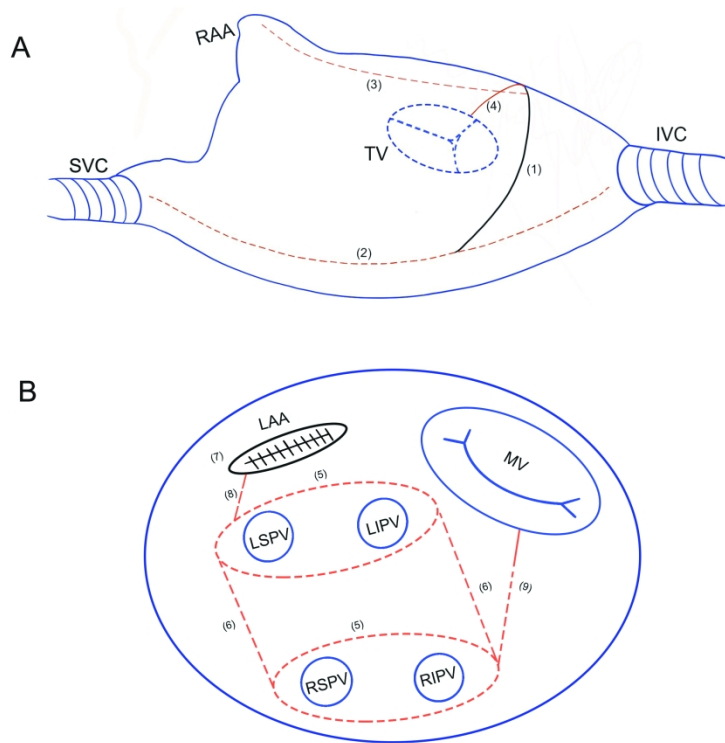 A
RAA
(3)
(4)
TV
IVC
SVC
(1)
(2)
B
LAA
(7)
MV
(5)
(8)
LSPV
LIPV
(6)
(6)
(9)
(5)
RSPV
RIPV